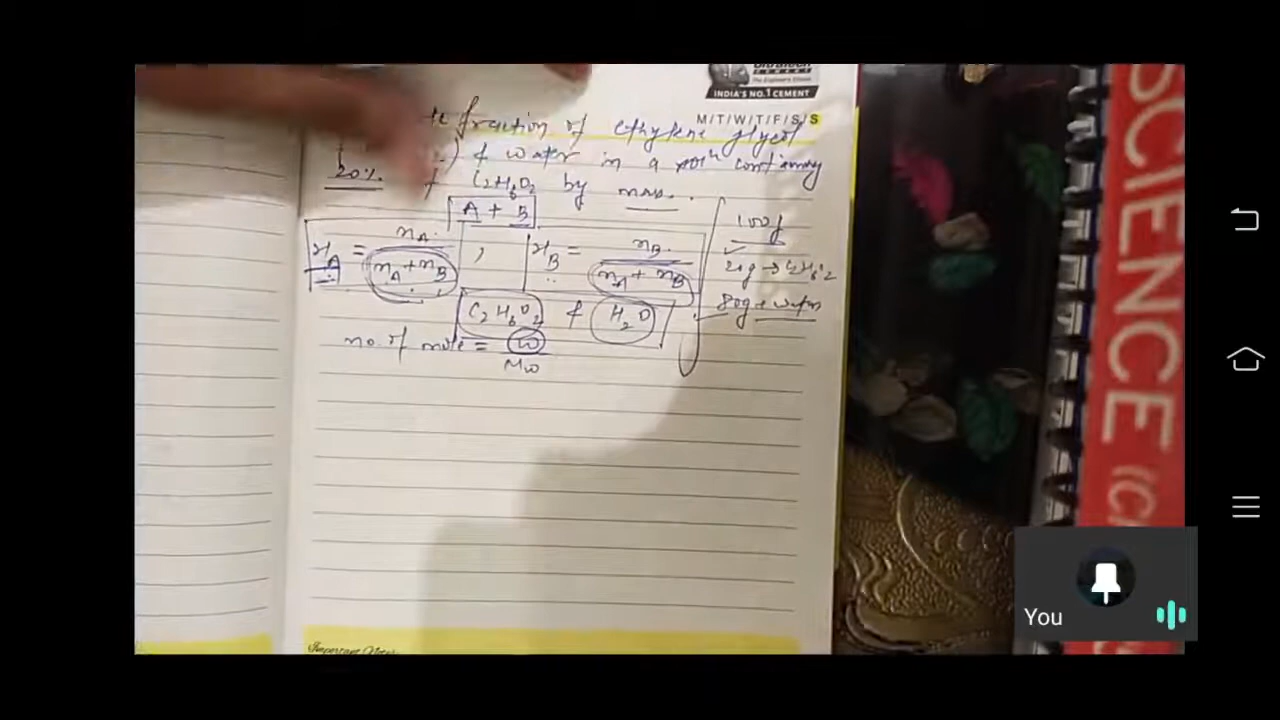 INDIA'S NO.1 CEMENT
M/T/W/T/F/S/S
fraction of ethylene glycol
& water in a soln containing
20% of C2H6O2 by mass.
A + B
xA = nA / nA + nB , xB = nB / nA + nB
100g
20g → C2H6O2
80g → water
C2H6O2 & H2O
no. of mole = w / Mw
Important Notes
SCIENCE
You